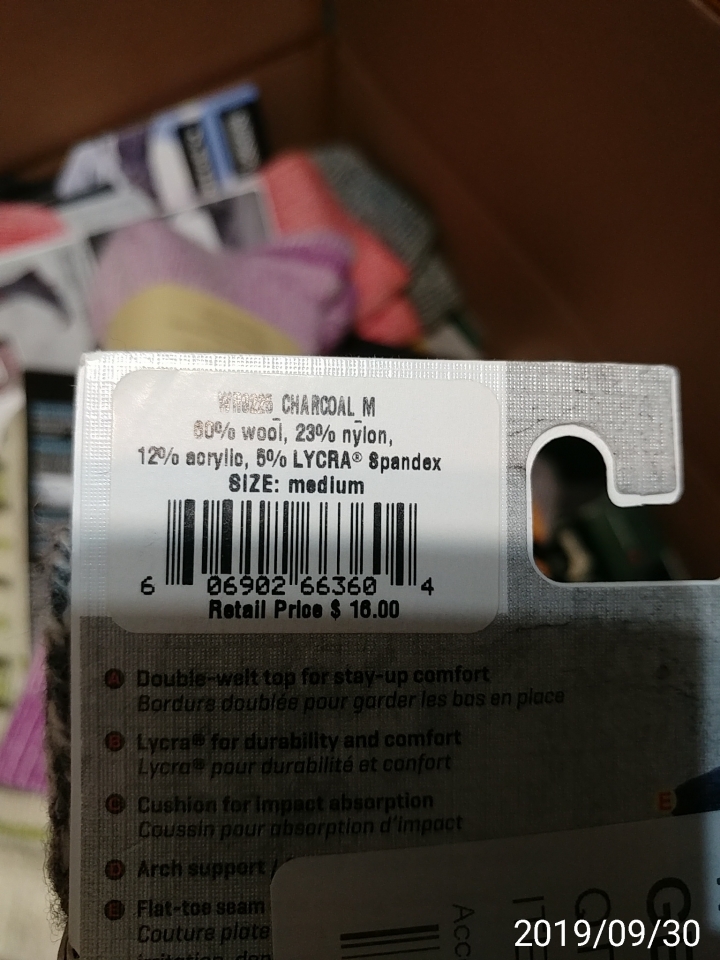 CHARCOAL M
60% wool, 23% nylon,
12% acrylic, 5% LYCRA® Spandex
SIZE: medium
6 06902 66360 4
Retail Price $ 16.00
A Double-welt top for stay-up comfort
Bordure doublée pour garder les bas en place
B Lycra® for durability and comfort
Lycra® pour durabilité et confort
C Cushion for impact absorption
Coussin pour absorption d'impact
D Arch support /
E
E Flat-toe seam
Couture plate
Acc
2019/09/30